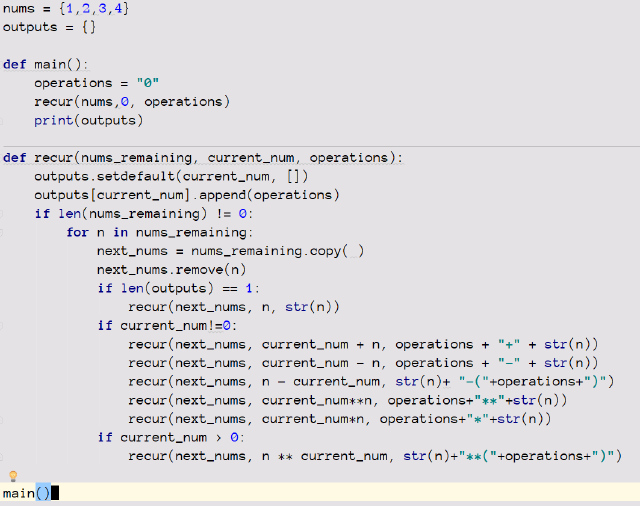 nums = {1,2,3,4}
outputs = {}
def main():
    operations = "0"
    recur(nums,0, operations)
    print(outputs)
def recur(nums_remaining, current_num, operations):
    outputs.setdefault(current_num, [])
    outputs[current_num].append(operations)
    if len(nums_remaining) != 0:
        for n in nums_remaining:
            next_nums = nums_remaining.copy( )
            next_nums.remove(n)
            if len(outputs) == 1:
                recur(next_nums, n, str(n))
            if current_num!=0:
                recur(next_nums, current_num + n, operations + "+" + str(n))
                recur(next_nums, current_num - n, operations + "-" + str(n))
                recur(next_nums, n - current_num, str(n)+ "-("+operations+")")
                recur(next_nums, current_num**n, operations+"**"+str(n))
                recur(next_nums, current_num*n, operations+"*"+str(n))
            if current_num > 0:
                recur(next_nums, n ** current_num, str(n)+"**("+operations+")")
main()